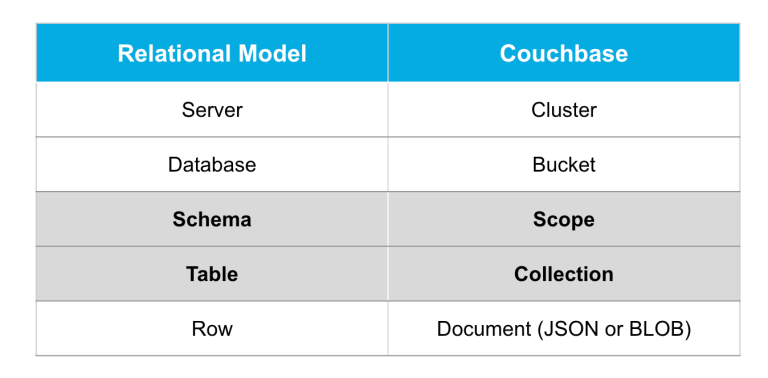 Relational Model Couchbase
Server Cluster
Database Bucket
Schema Scope
Table Collection
Row Document (JSON or BLOB)